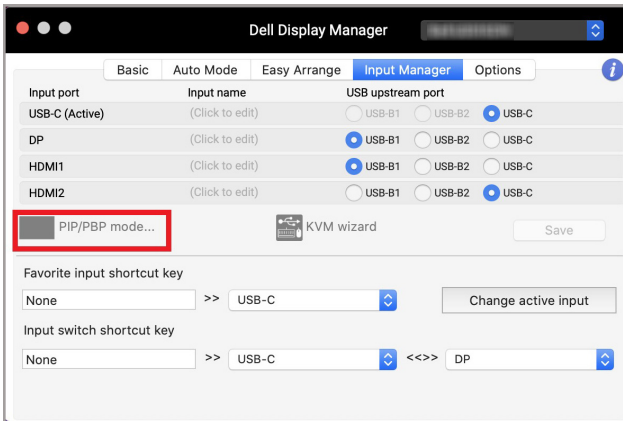 Dell Display Manager
Basic Auto Mode Easy Arrange Input Manager Options i
Input port Input name USB upstream port
USB-C (Active) (Click to edit) USB-B1 USB-B2 USB-C
DP (Click to edit) USB-B1 USB-B2 USB-C
HDMI1 (Click to edit) USB-B1 USB-B2 USB-C
HDMI2 (Click to edit) USB-B1 USB-B2 USB-C
PIP/PBP mode... KVM wizard Save
Favorite input shortcut key
None >> USB-C Change active input
Input switch shortcut key
None >> USB-C <<>> DP